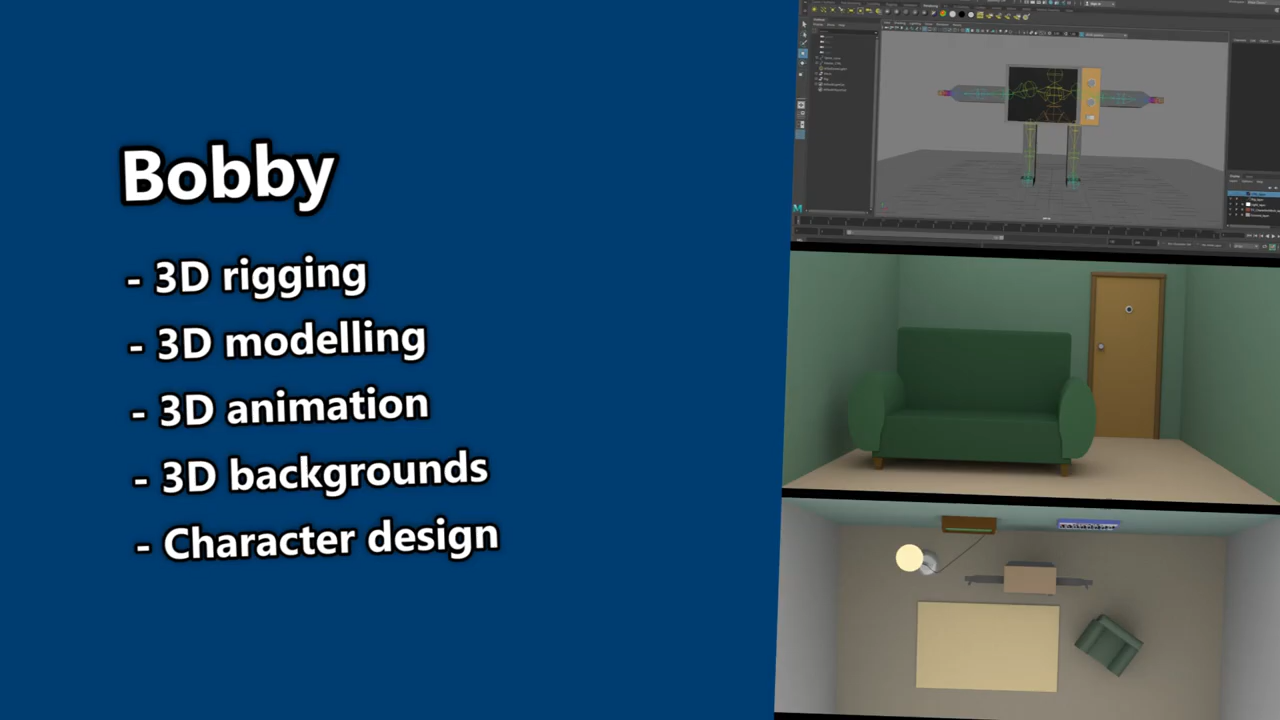 Bobby
- 3D rigging
- 3D modelling
- 3D animation
- 3D backgrounds
- Character design